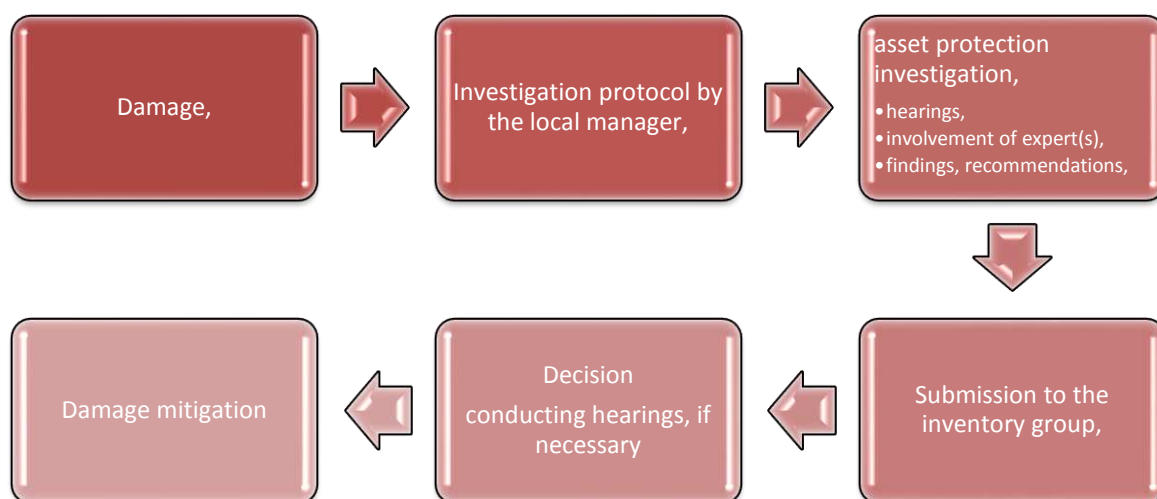 Damage,
Investigation protocol by
the local manager,
asset protection
investigation,
•hearings,
•involvement of expert(s),
•findings, recommendations,
Submission to the
inventory group,
Decision
conducting hearings, if
necessary
Damage mitigation